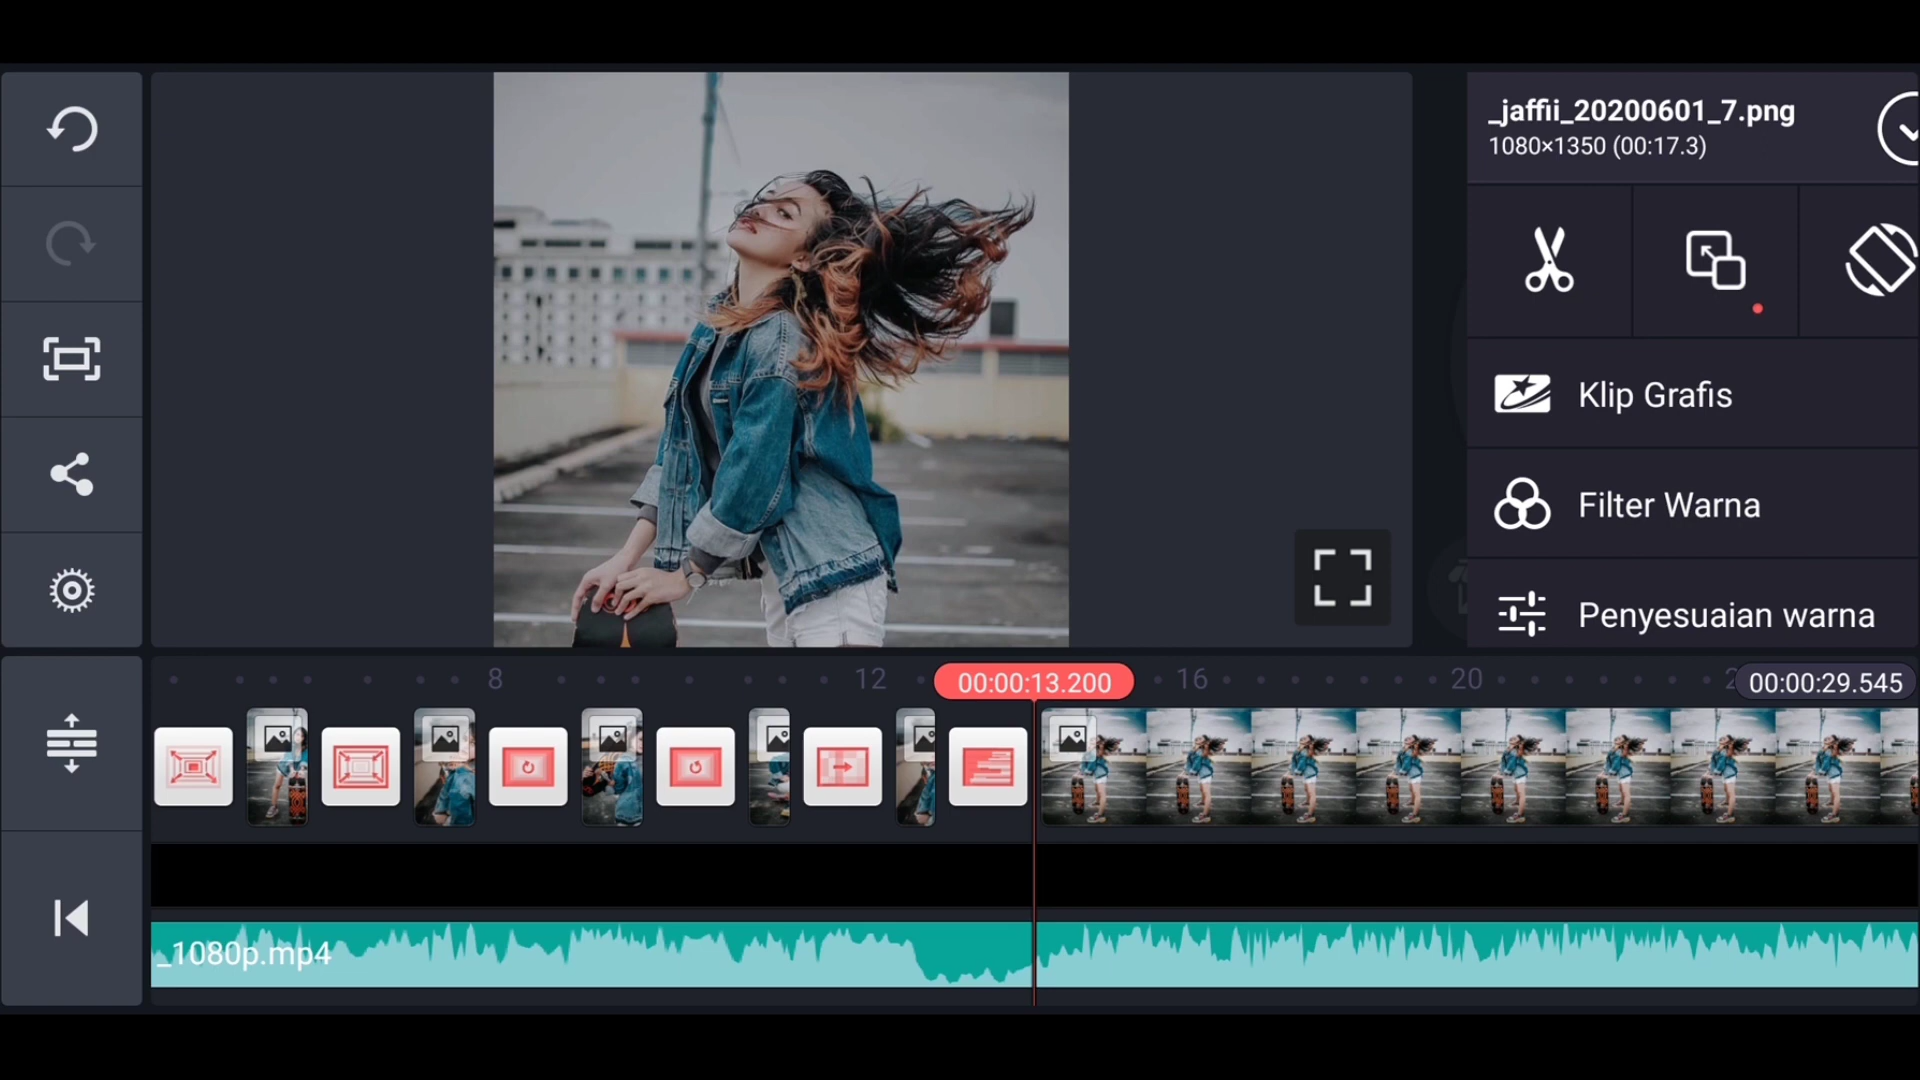 _jaffii_20200601_7.png
1080×1350 (00:17.3)
Klip Grafis
Filter Warna
Penyesuaian warna
8
12
00:00:13.200
16
20
2
00:00:29.545
_1080p.mp4